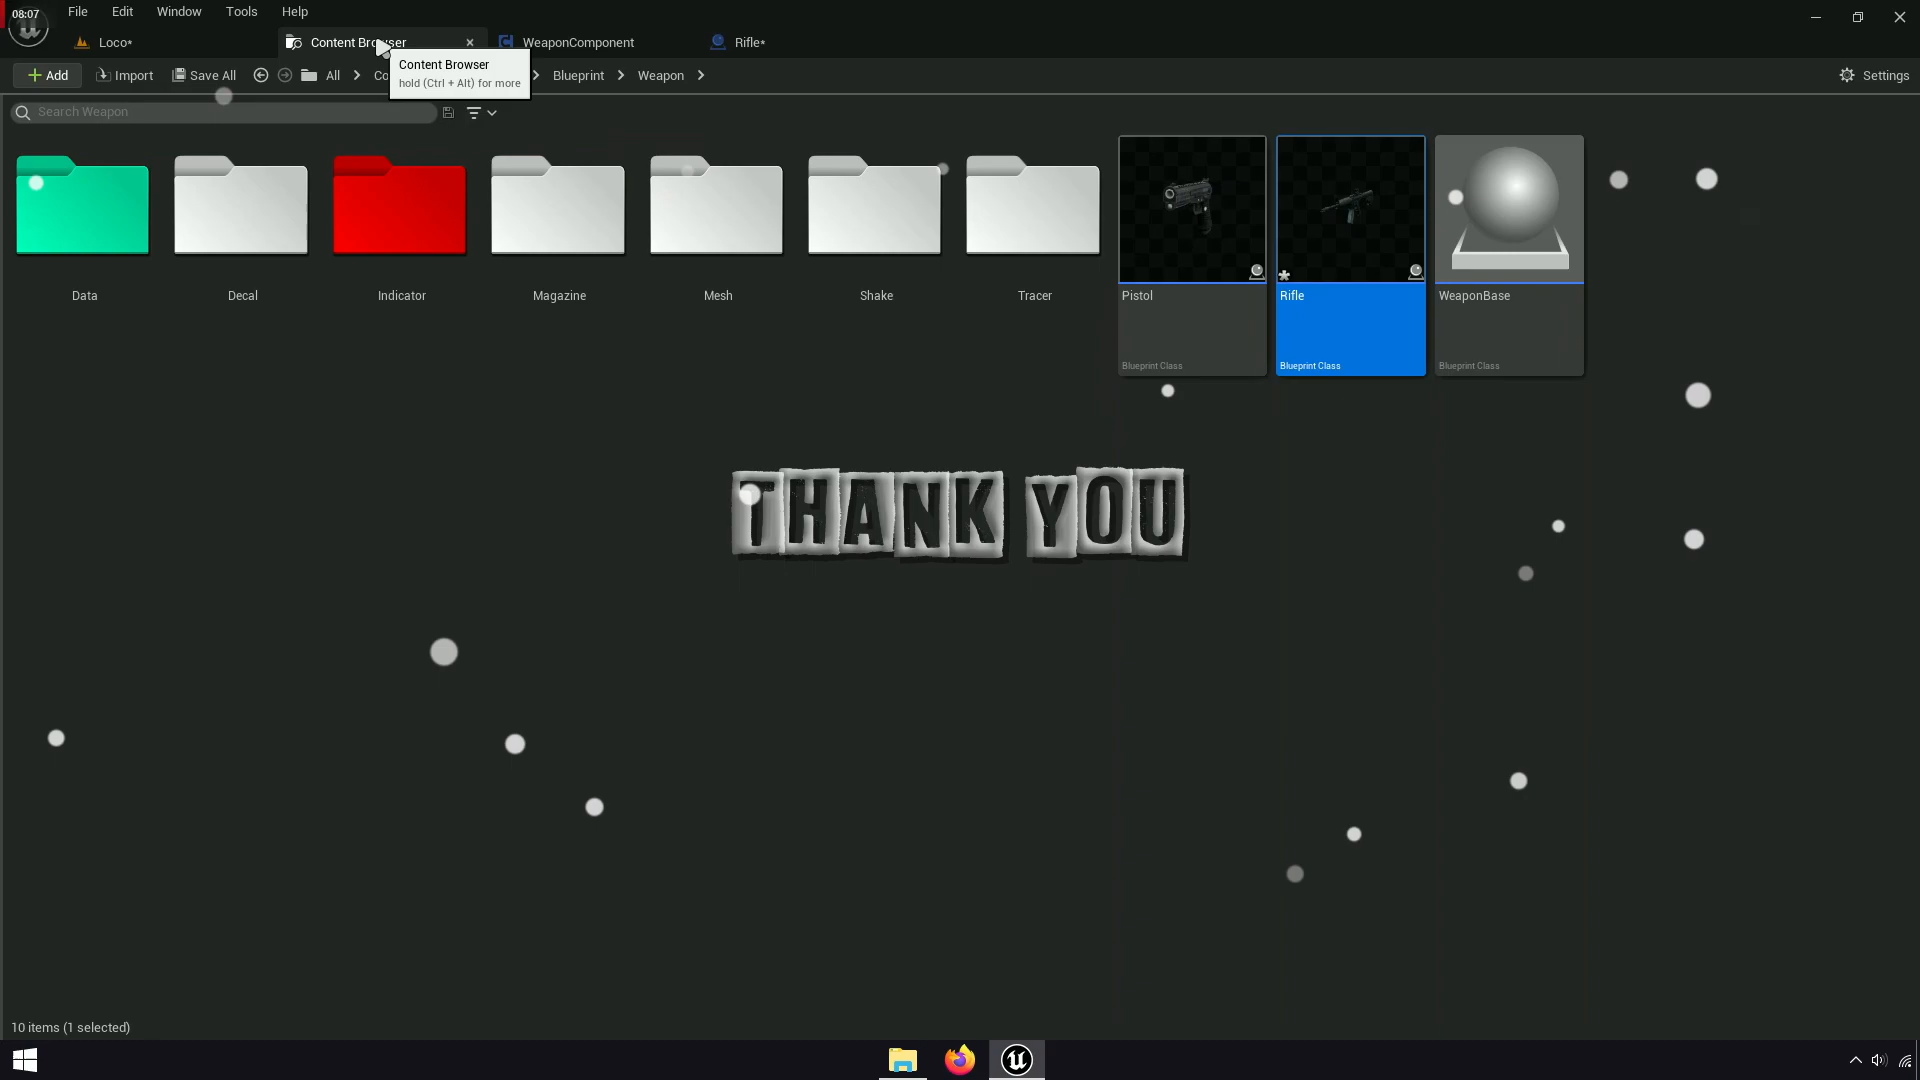 08:07
File Edit Window Tools Help
Loco* Content Browser WeaponComponent Rifle*
Content Browser
hold (Ctrl + Alt) for more
Add Import Save All All Blueprint Weapon Settings
Search Weapon
Data Decal Indicator Magazine Mesh Shake Tracer Pistol Rifle WeaponBase
Blueprint Class Blueprint Class Blueprint Class
THANK YOU
10 items (1 selected)